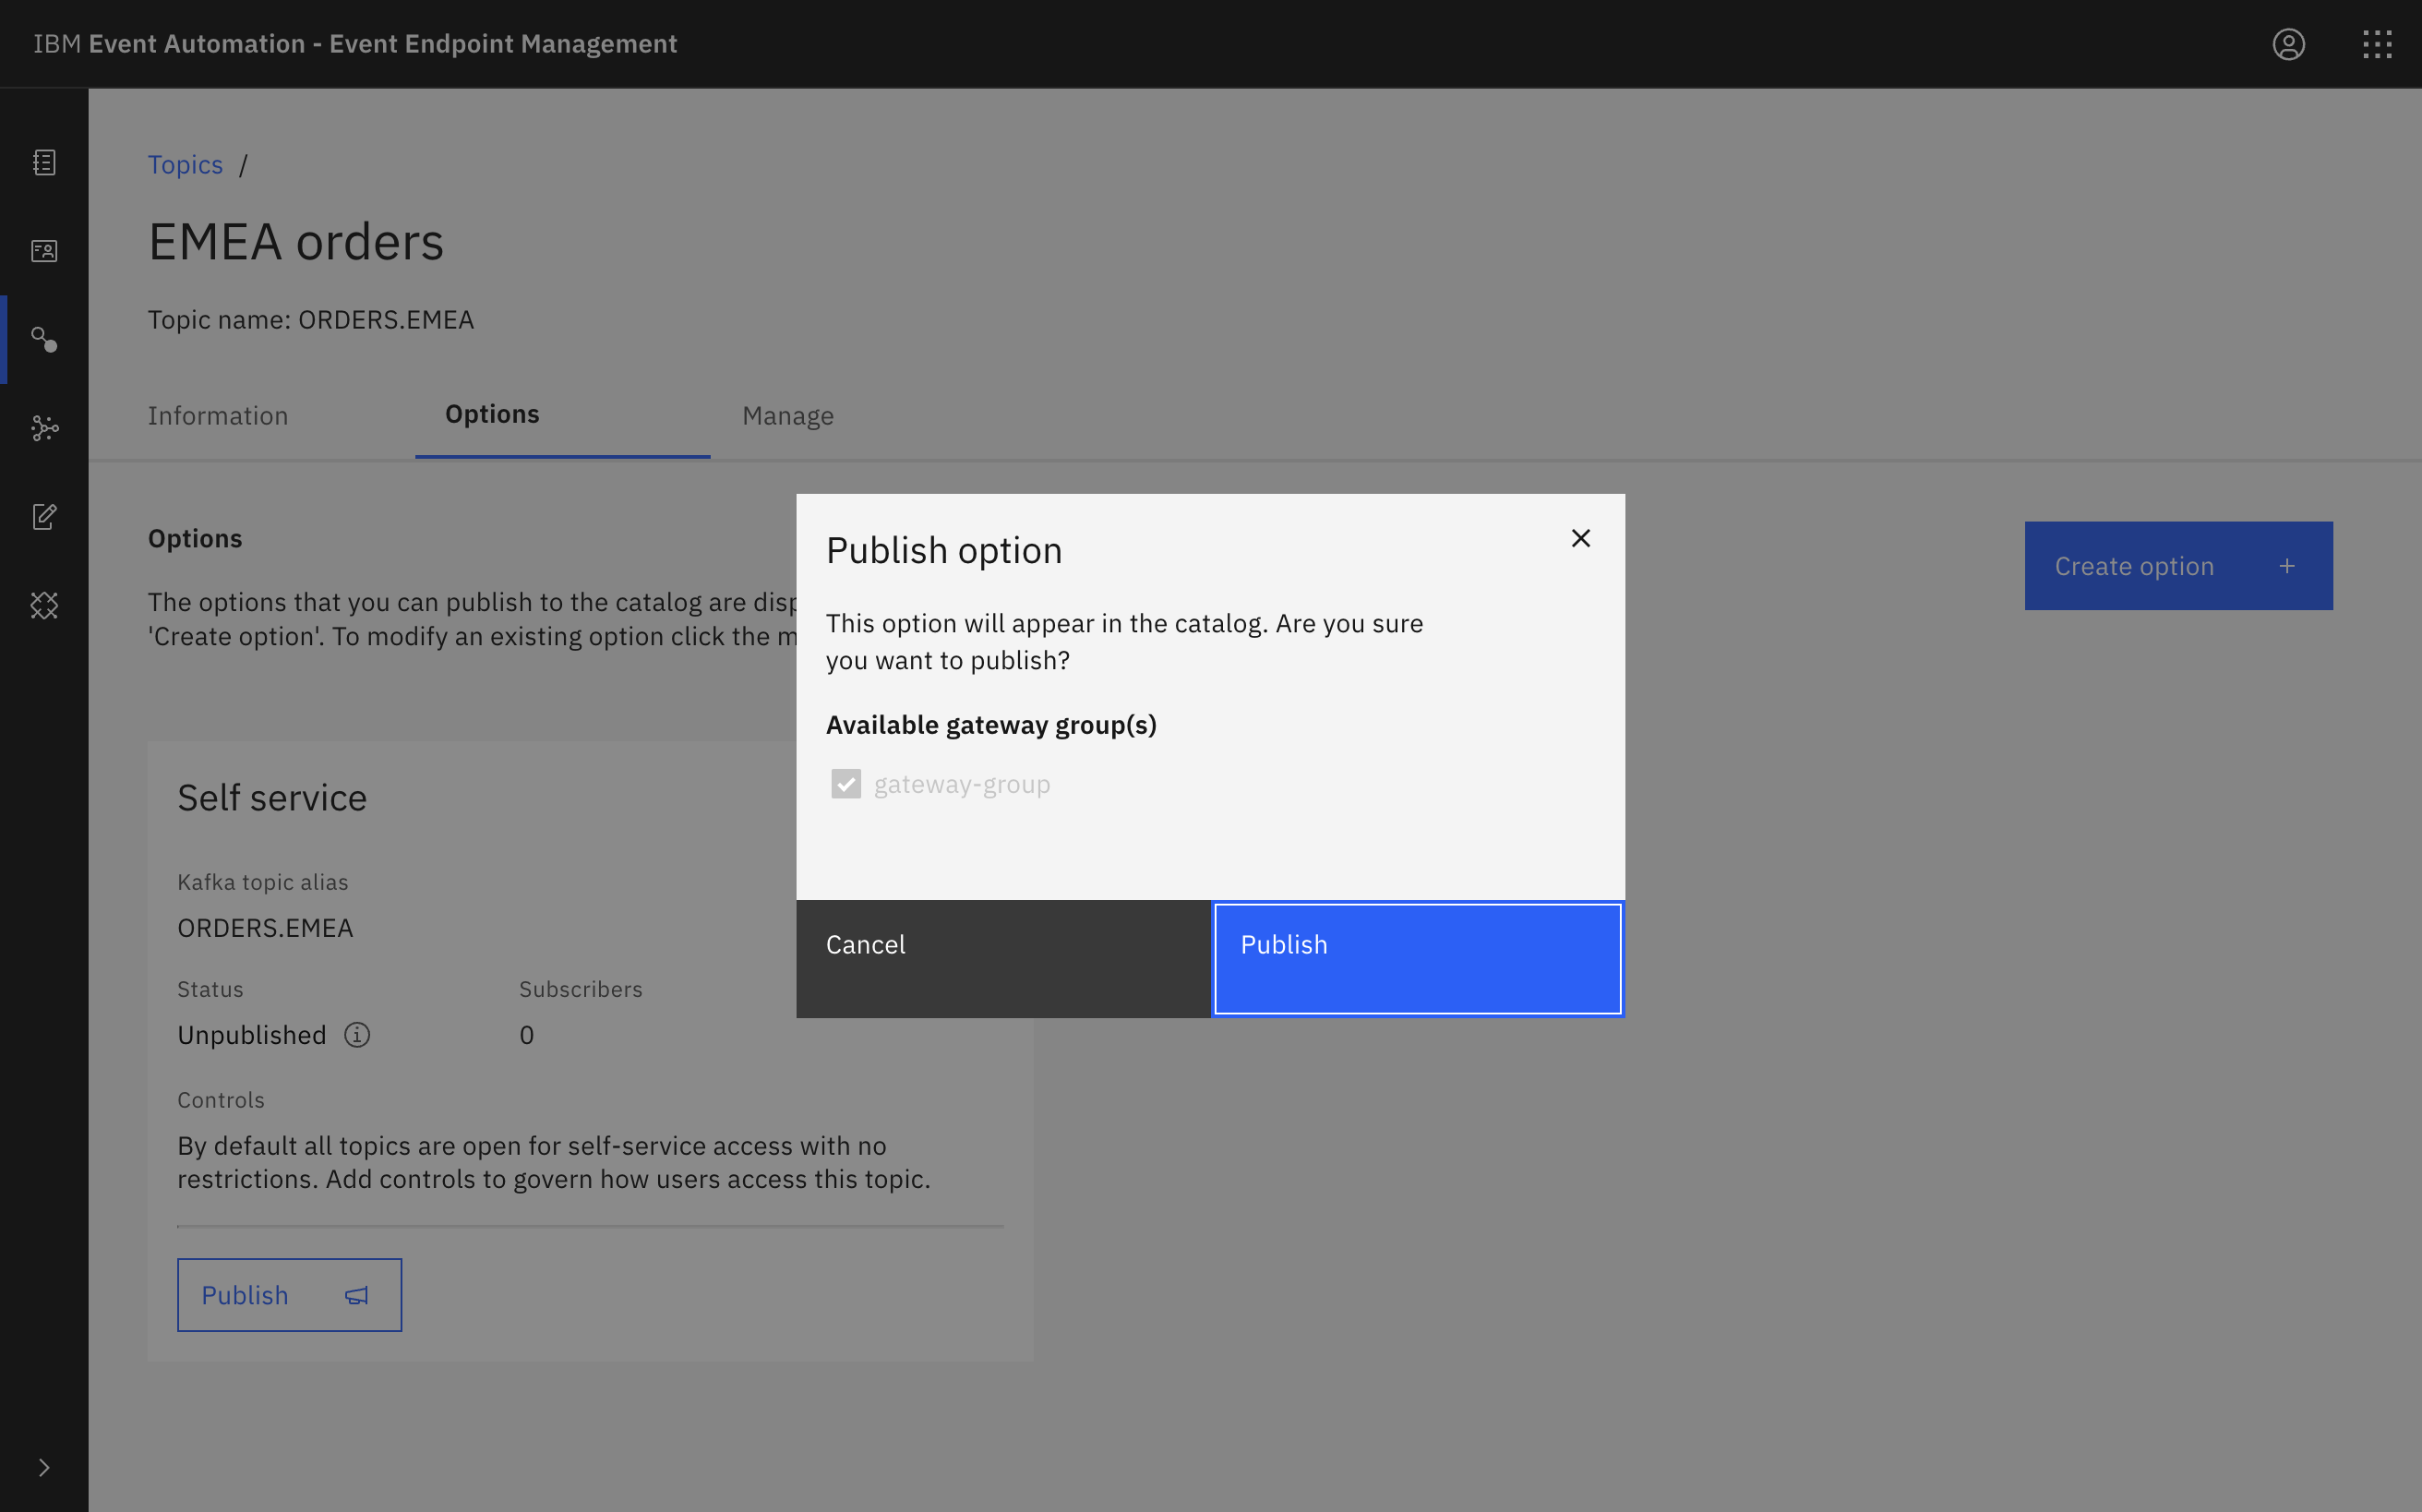 IBM Event Automation - Event Endpoint Management
Topics /
EMEA orders
Topic name: ORDERS.EMEA
Information
Options
Manage
Options
The options that you can publish to the catalog are
'Create option'. To modify an existing option click the
Create option
Publish option
This option will appear in the catalog. Are you sure
you want to publish?
Available gateway group(s)
gateway-group
Cancel
Publish
Self service
Kafka topic alias
ORDERS.EMEA
Status
Subscribers
Unpublished
0
Controls
By default all topics are open for self-service access with no
restrictions. Add controls to govern how users access this topic.
Publish